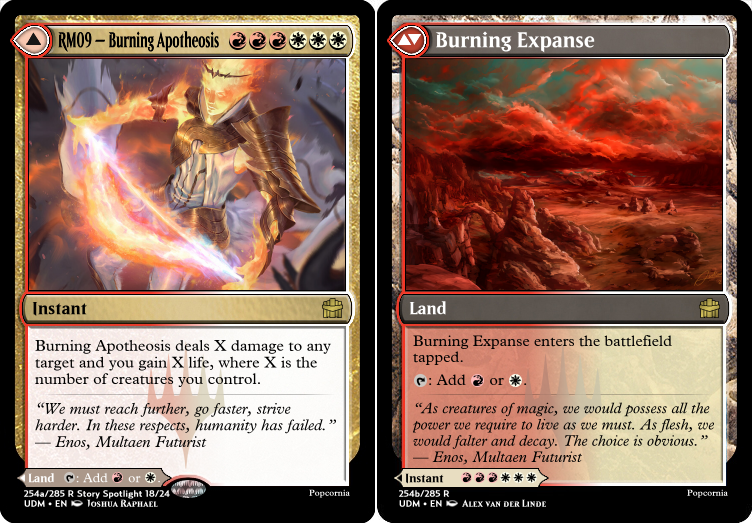 RM09 – Burning Apotheosis
Instant
Burning Apotheosis deals X damage to any
target and you gain X life, where X is the
number of creatures you control.
“We must reach further, go faster, strive
harder. In these respects, humanity has failed.”
— Enos, Multaen Futurist
Land : Add or .
254a/285 R Story Spotlight 18/24
UDM • EN Joshua Raphael
Popcornia
Burning Expanse
Land
Burning Expanse enters the battlefield
tapped.
: Add or .
“As creatures of magic, we would possess all the
power we require to live as we must. As flesh, we
would falter and decay. The choice is obvious.”
— Enos, Multaen Futurist
Instant
254b/285 R
UDM • EN Alex van der Linde
Popcornia